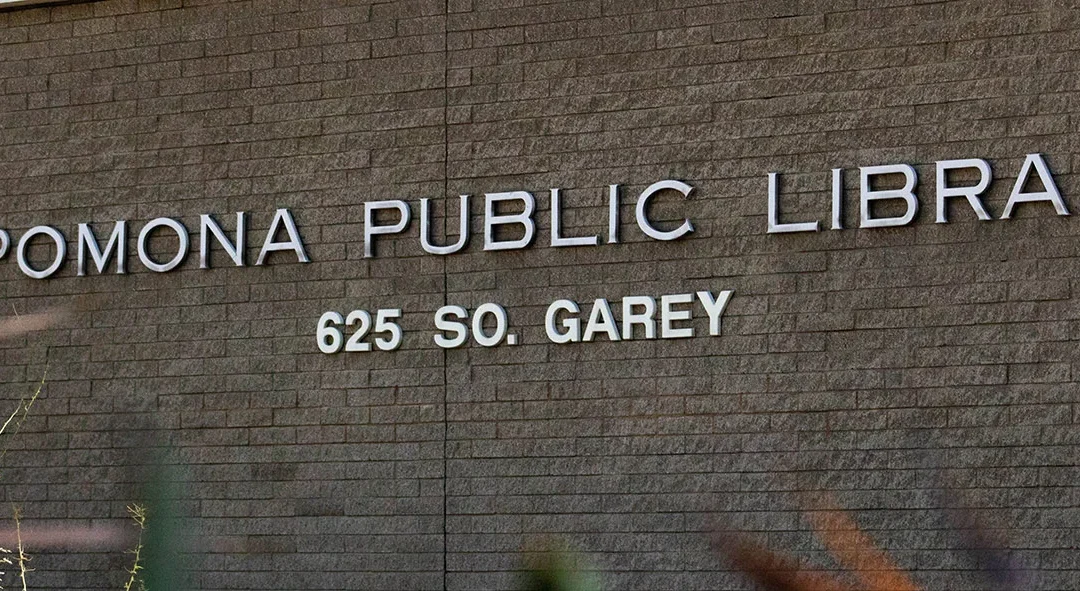 POMONA PUBLIC LIBRA
625 SO. GAREY